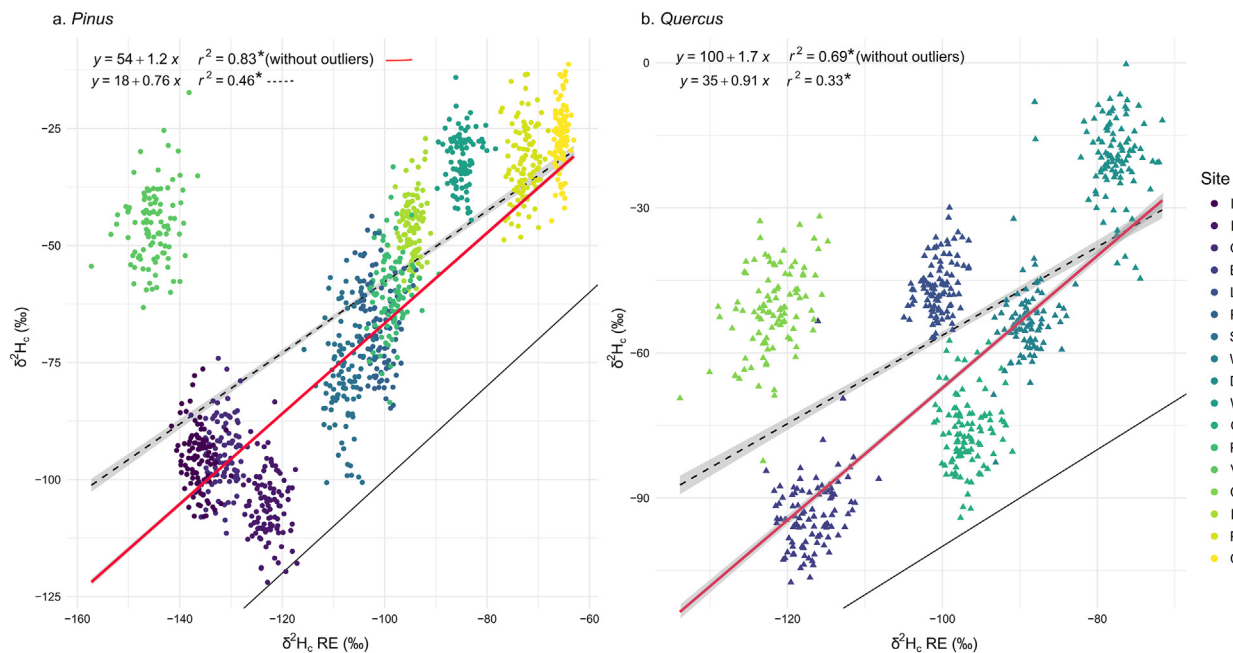 a. Pinus
y = 54 + 1.2 x r² = 0.83* (without outliers)
y = 18 + 0.76 x r² = 0.46*
−25
−50
−75
−100
−125
δ²Hc (‰)
−160
−140
−120
−100
−80
−60
δ²Hc RE (‰)
b. Quercus
y = 100 + 1.7 x r² = 0.69* (without outliers)
y = 35 + 0.91 x r² = 0.33*
0
−30
−60
−90
δ²Hc (‰)
−120
−100
−80
δ²Hc RE (‰)
Site